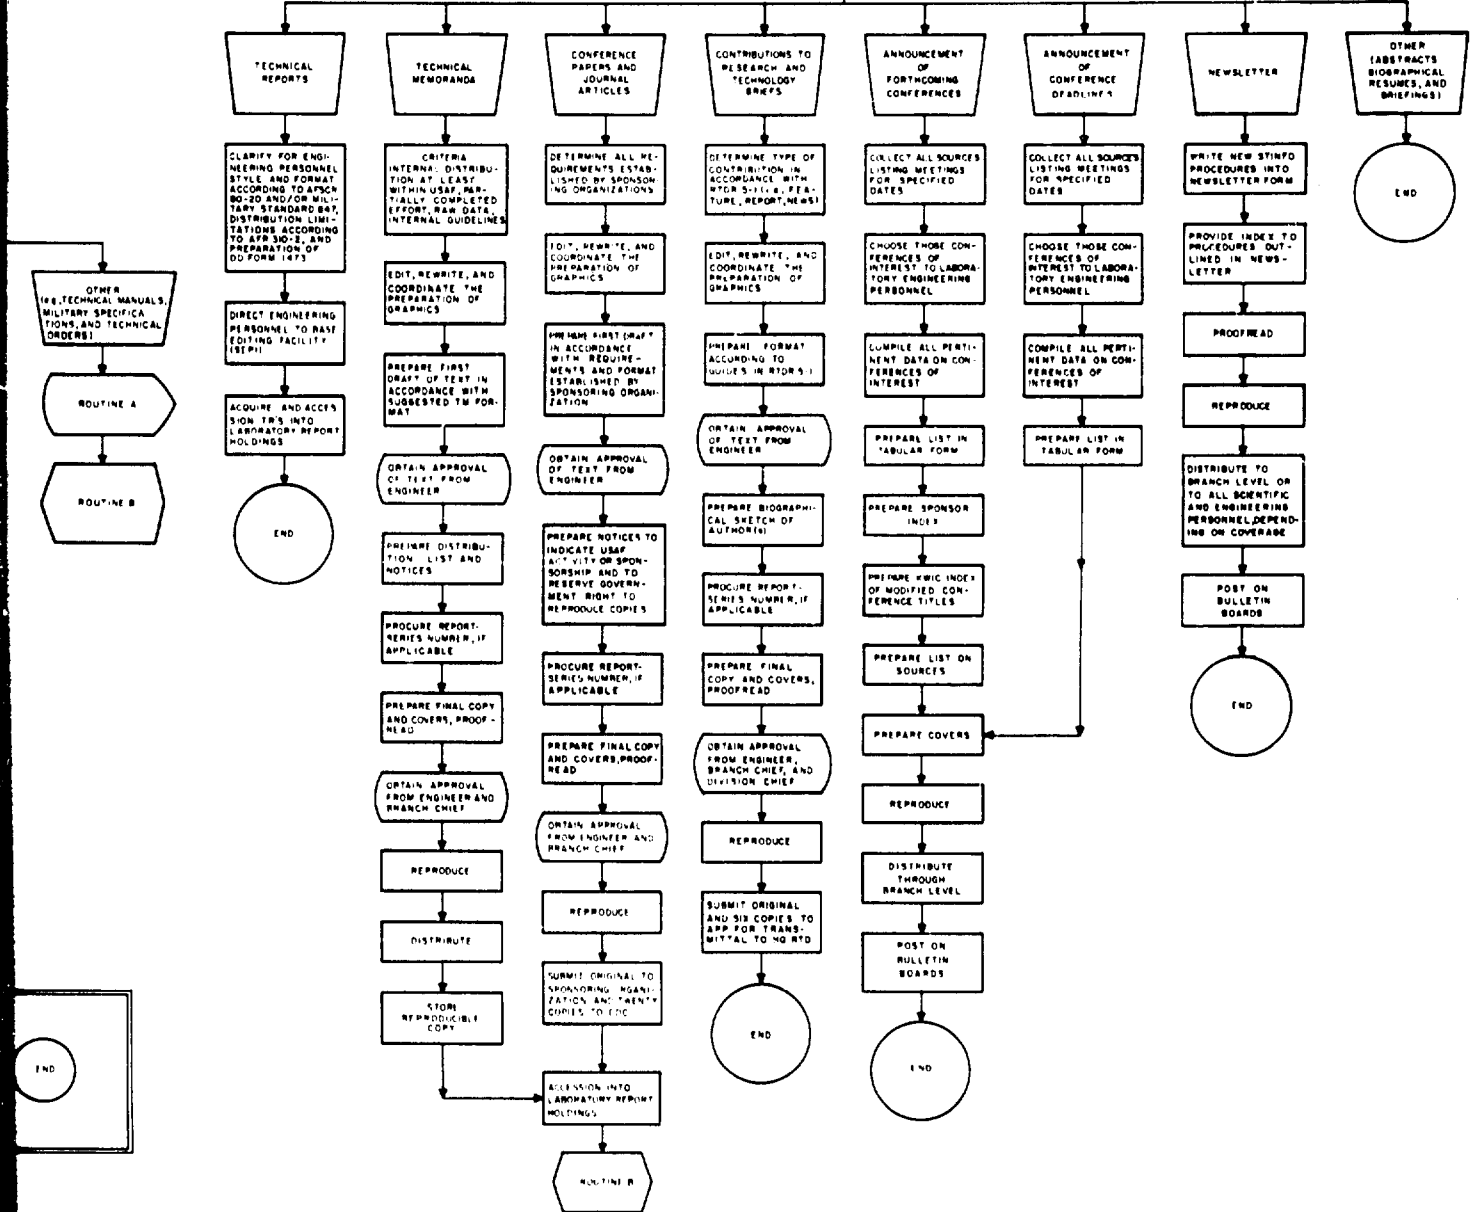 OTHER
(e.g., TECHNICAL MANUALS,
MILITARY SPECIFICA
TIONS, AND TECHNICAL
ORDERS)
ROUTINE A
ROUTINE B
END
TECHNICAL
REPORTS
CLARIFY FOR ENGI-
NEERING PERSONNEL
STYLE AND FORMAT
ACCORDING TO AFSCR
80-20 AND/OR MILI-
TARY STANDARD 847,
DISTRIBUTION LIMI-
TATIONS ACCORDING
TO AFR 310-2, AND
PREPARATION OF
DD FORM 1473
DIRECT ENGINEERING
PERSONNEL TO BASE
EDITING FACILITY
(SEPI)
ACQUIRE AND ACCES
SION TR'S INTO
LABORATORY REPORT
HOLDINGS
END
TECHNICAL
MEMORANDA
CRITERIA
INTERNAL DISTRIBU-
TION AT LEAST
WITHIN USAF, PAR-
TIALLY COMPLETED
EFFORT, RAW DATA,
INTERNAL GUIDELINES
EDIT, REWRITE, AND
COORDINATE THE
PREPARATION OF
GRAPHICS
PREPARE FIRST
DRAFT OF TEXT IN
ACCORDANCE WITH
SUGGESTED TM FOR-
MAT
OBTAIN APPROVAL
OF TEXT FROM
ENGINEER
PREPARE DISTRIBU-
TION LIST AND
NOTICES
PROCURE REPORT-
SERIES NUMBER, IF
APPLICABLE
PREPARE FINAL COPY
AND COVERS, PROOF-
READ
OBTAIN APPROVAL
FROM ENGINEER AND
BRANCH CHIEF
REPRODUCE
DISTRIBUTE
STORE
REPRODUCIBLE
COPY
CONFERENCE
PAPERS AND
JOURNAL
ARTICLES
DETERMINE ALL RE-
QUIREMENTS ESTAB-
LISHED BY SPONSOR
ING ORGANIZATIONS
EDIT, REWRITE, AND
COORDINATE THE
PREPARATION OF
GRAPHICS
PREPARE FIRST DRAFT
IN ACCORDANCE
WITH REQUIRE-
MENTS AND FORMAT
ESTABLISHED BY
SPONSORING ORGANI-
ZATION
OBTAIN APPROVAL
OF TEXT FROM
ENGINEER
PREPARE NOTICES TO
INDICATE USAF
ACTIVITY OR SPON-
SORSHIP AND TO
RESERVE GOVERN-
MENT RIGHT TO
REPRODUCE COPIES
PROCURE REPORT-
SERIES NUMBER, IF
APPLICABLE
PREPARE FINAL COPY
AND COVERS, PROOF-
READ
OBTAIN APPROVAL
FROM ENGINEER AND
BRANCH CHIEF
REPRODUCE
SUBMIT ORIGINAL TO
SPONSORING ORGANI-
ZATION AND TWENTY
COPIES TO DDC
ACCESSION INTO
LABORATORY REPORT
HOLDINGS
ROUTINE B
CONTRIBUTIONS TO
RESEARCH AND
TECHNOLOGY
BRIEFS
DETERMINE TYPE OF
CONTRIBUTION IN
ACCORDANCE WITH
RTDR 5-1 (i.e., FEA-
TURE, REPORT, NEWS)
EDIT, REWRITE, AND
COORDINATE THE
PREPARATION OF
GRAPHICS
PREPARE FORMAT
ACCORDING TO
GUIDES IN RTDR 5-1
OBTAIN APPROVAL
OF TEXT FROM
ENGINEER
PREPARE BIOGRAPHI-
CAL SKETCH OF
AUTHOR(S)
PROCURE REPORT-
SERIES NUMBER, IF
APPLICABLE
PREPARE FINAL
COPY AND COVERS,
PROOFREAD
OBTAIN APPROVAL
FROM ENGINEER,
BRANCH CHIEF, AND
DIVISION CHIEF
REPRODUCE
SUBMIT ORIGINAL
AND SIX COPIES TO
APP FOR TRANS-
MITTAL TO HQ RTD
END
ANNOUNCEMENT
OF
FORTHCOMING
CONFERENCES
COLLECT ALL SOURCES
LISTING MEETINGS
FOR SPECIFIED
DATES
CHOOSE THOSE CON-
FERENCES OF
INTEREST TO LABORA-
TORY ENGINEERING
PERSONNEL
COMPILE ALL PERTI-
NENT DATA ON CON-
FERENCES OF
INTEREST
PREPARE LIST IN
TABULAR FORM
PREPARE SPONSOR
INDEX
PREPARE KWIC INDEX
OF MODIFIED CON-
FERENCE TITLES
PREPARE LIST ON
SOURCES
PREPARE COVERS
REPRODUCE
DISTRIBUTE
THROUGH
BRANCH LEVEL
POST ON
BULLETIN
BOARDS
END
ANNOUNCEMENT
OF
CONFERENCE
DEADLINES
COLLECT ALL SOURCES
LISTING MEETINGS
FOR SPECIFIED
DATES
CHOOSE THOSE CON-
FERENCES OF
INTEREST TO LABORA-
TORY ENGINEERING
PERSONNEL
COMPILE ALL PERTI-
NENT DATA ON CON-
FERENCES OF
INTEREST
PREPARE LIST IN
TABULAR FORM
NEWSLETTER
WRITE NEW STINFO
PROCEDURES INTO
NEWSLETTER FORM
PROVIDE INDEX TO
PROCEDURES OUT-
LINED IN NEWS-
LETTER
PROOFREAD
REPRODUCE
DISTRIBUTE TO
BRANCH LEVEL OR
TO ALL SCIENTIFIC
AND ENGINEERING
PERSONNEL, DEPEND-
ING ON COVERAGE
POST ON
BULLETIN
BOARDS
END
OTHER
(ABSTRACTS
BIOGRAPHICAL
RESUMES, AND
BRIEFINGS)
END